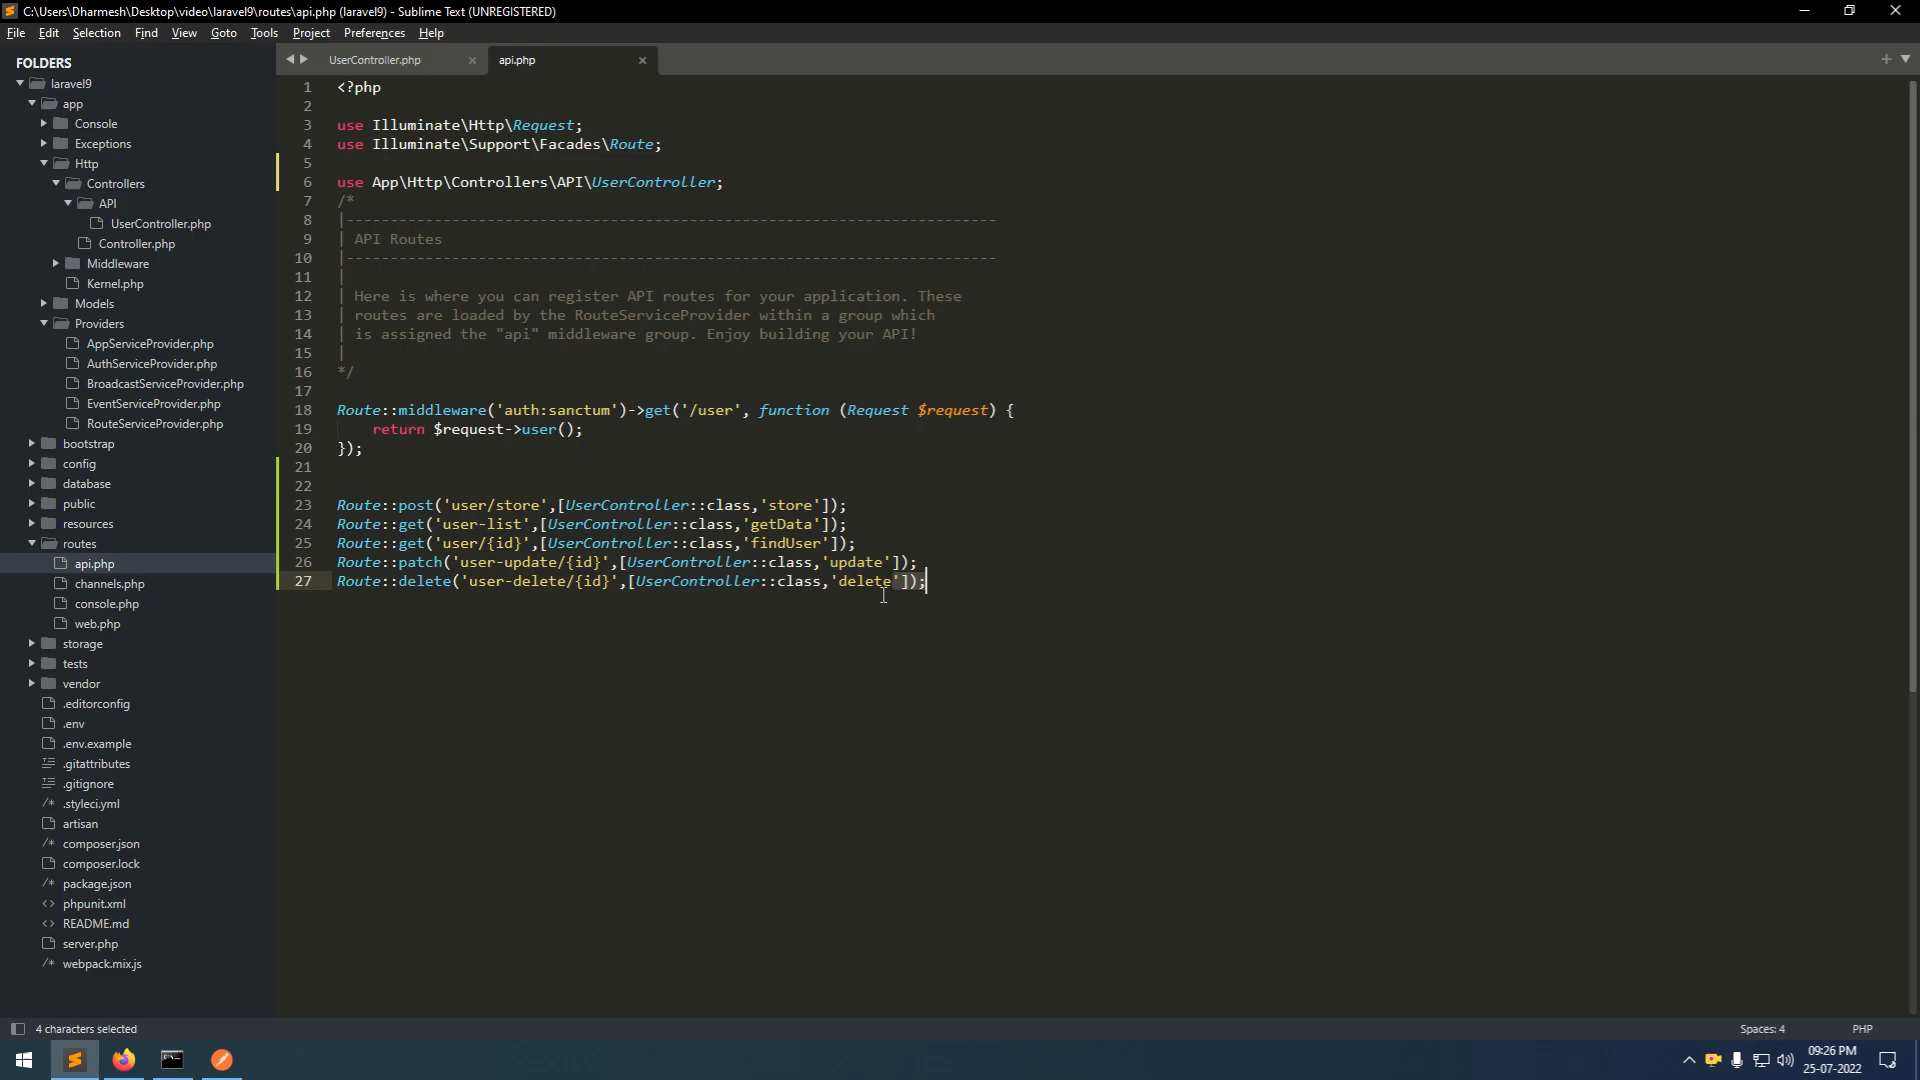 C:\Users\Dharmesh\Desktop\video\laravel9\routes\api.php (laravel9) - Sublime Text (UNREGISTERED)
File Edit Selection Find View Goto Tools Project Preferences Help
FOLDERS
laravel9
app
Console
Exceptions
Http
Controllers
API
UserController.php
Controller.php
Middleware
Kernel.php
Models
Providers
AppServiceProvider.php
AuthServiceProvider.php
BroadcastServiceProvider.php
EventServiceProvider.php
RouteServiceProvider.php
bootstrap
config
database
public
resources
routes
api.php
channels.php
console.php
web.php
storage
tests
vendor
.editorconfig
.env
.env.example
.gitattributes
.gitignore
/* .styleci.yml
artisan
/* composer.json
composer.lock
/* package.json
<> phpunit.xml
<> README.md
server.php
/* webpack.mix.js
UserController.php × api.php ×
1 <?php
2
3 use Illuminate\Http\Request;
4 use Illuminate\Support\Facades\Route;
5
6 use App\Http\Controllers\API\UserController;
7 /*
8 |--------------------------------------------------------------------------
9 | API Routes
10 |--------------------------------------------------------------------------
11 |
12 | Here is where you can register API routes for your application. These
13 | routes are loaded by the RouteServiceProvider within a group which
14 | is assigned the "api" middleware group. Enjoy building your API!
15 |
16 */
17
18 Route::middleware('auth:sanctum')->get('/user', function (Request $request) {
19     return $request->user();
20 });
21
22
23 Route::post('user/store',[UserController::class,'store']);
24 Route::get('user-list',[UserController::class,'getData']);
25 Route::get('user/{id}',[UserController::class,'findUser']);
26 Route::patch('user-update/{id}',[UserController::class,'update']);
27 Route::delete('user-delete/{id}',[UserController::class,'delete']);
4 characters selected
Spaces: 4 PHP
09:26 PM
25-07-2022